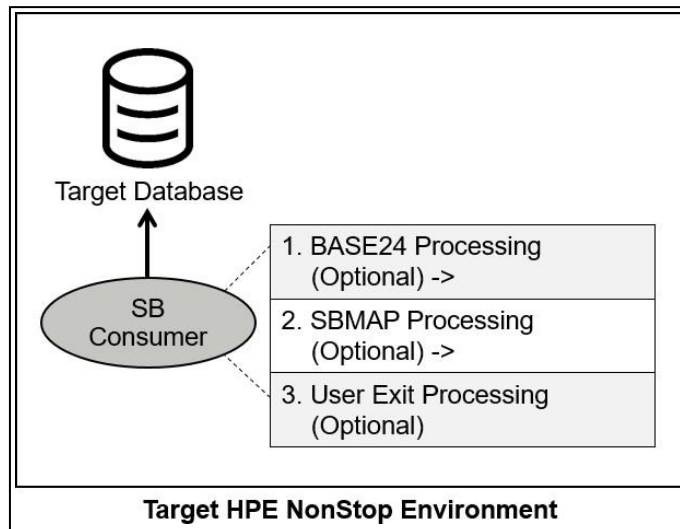 Target Database
SB
Consumer
1. BASE24 Processing
(Optional) ->
2. SBMAP Processing
(Optional) ->
3. User Exit Processing
(Optional)
Target HPE NonStop Environment